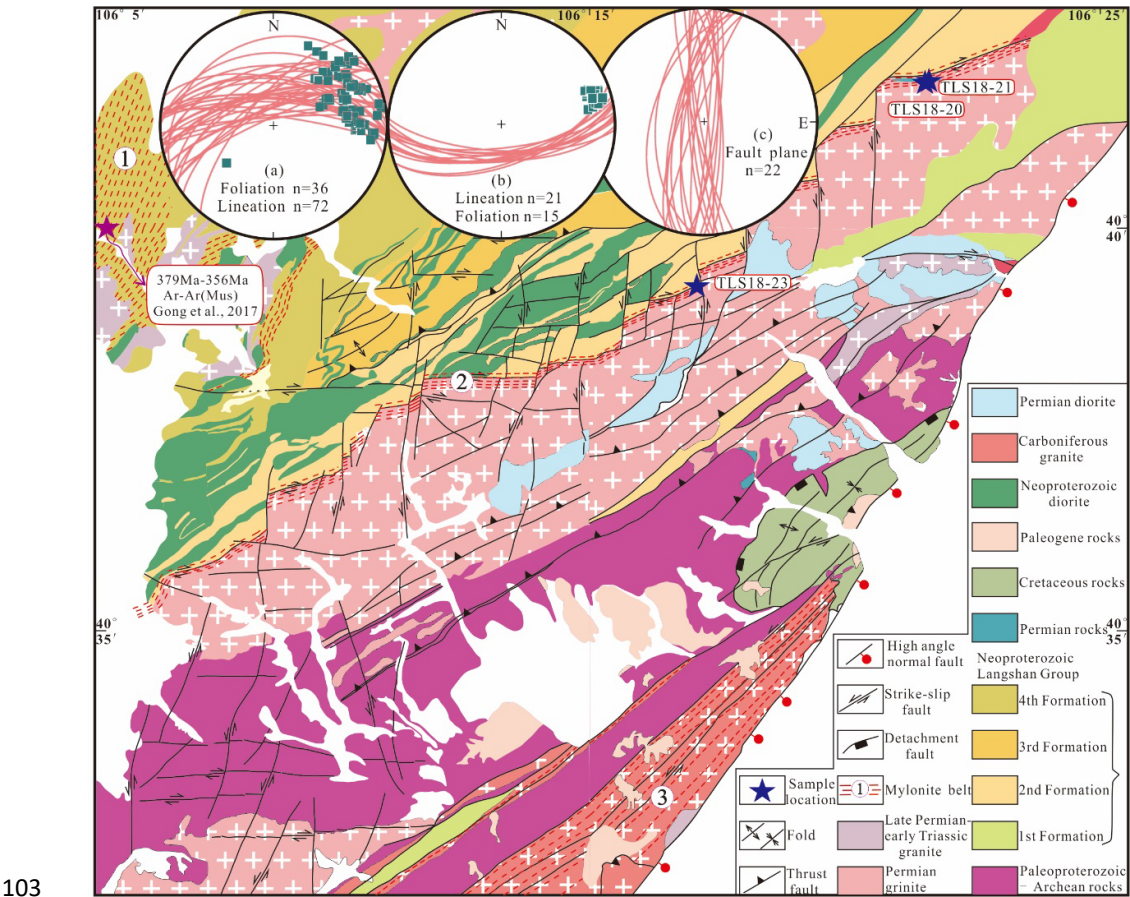 106° 5′
106° 15′
106° 25′
N
N
N
E
(a)
Foliation n=36
Lineation n=72
(b)
Lineation n=21
Foliation n=15
(c)
Fault plane
n=22
1
TLS18-21
TLS18-20
40°
40′
379Ma-356Ma
Ar-Ar(Mus)
Gong et al., 2017
TLS18-23
2
40°
35′
40°
35′
3
Permian diorite
Carboniferous
granite
Neoproterozoic
diorite
Paleogene rocks
Cretaceous rocks
Permian rocks
High angle
normal fault
Neoproterozoic
Langshan Group
Strike-slip
fault
4th Formation
Detachment
fault
3rd Formation
Sample
location
1
Mylonite belt
2nd Formation
Fold
Late Permian-
early Triassic
granite
1st Formation
Thrust
fault
Permian
grinite
Paleoproterozoic
- Archean rocks
103